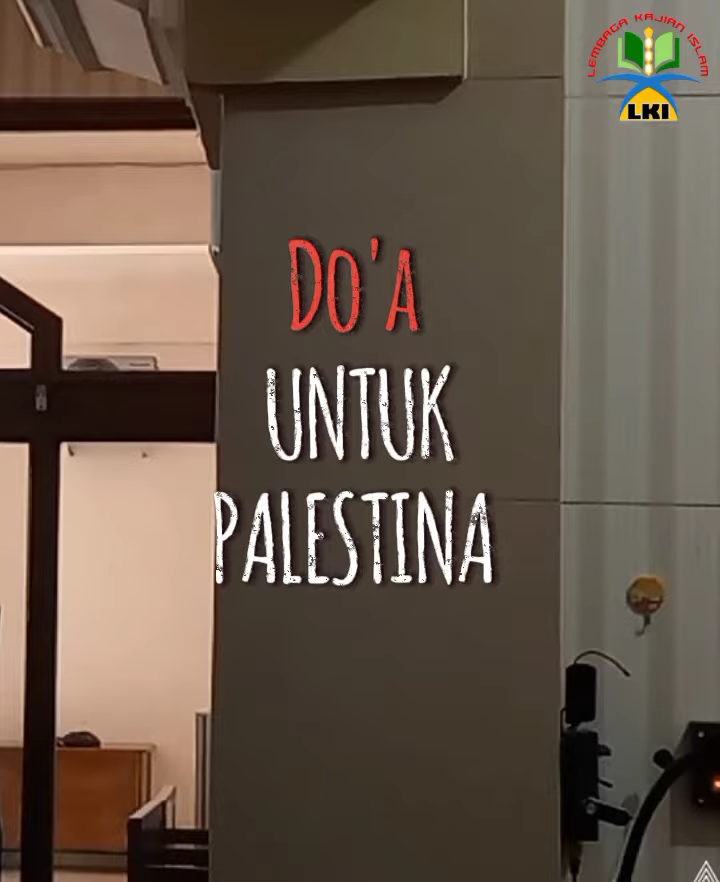 LEMBAGA KAJIAN ISLAM
LKI
DO'A
UNTUK
PALESTINA